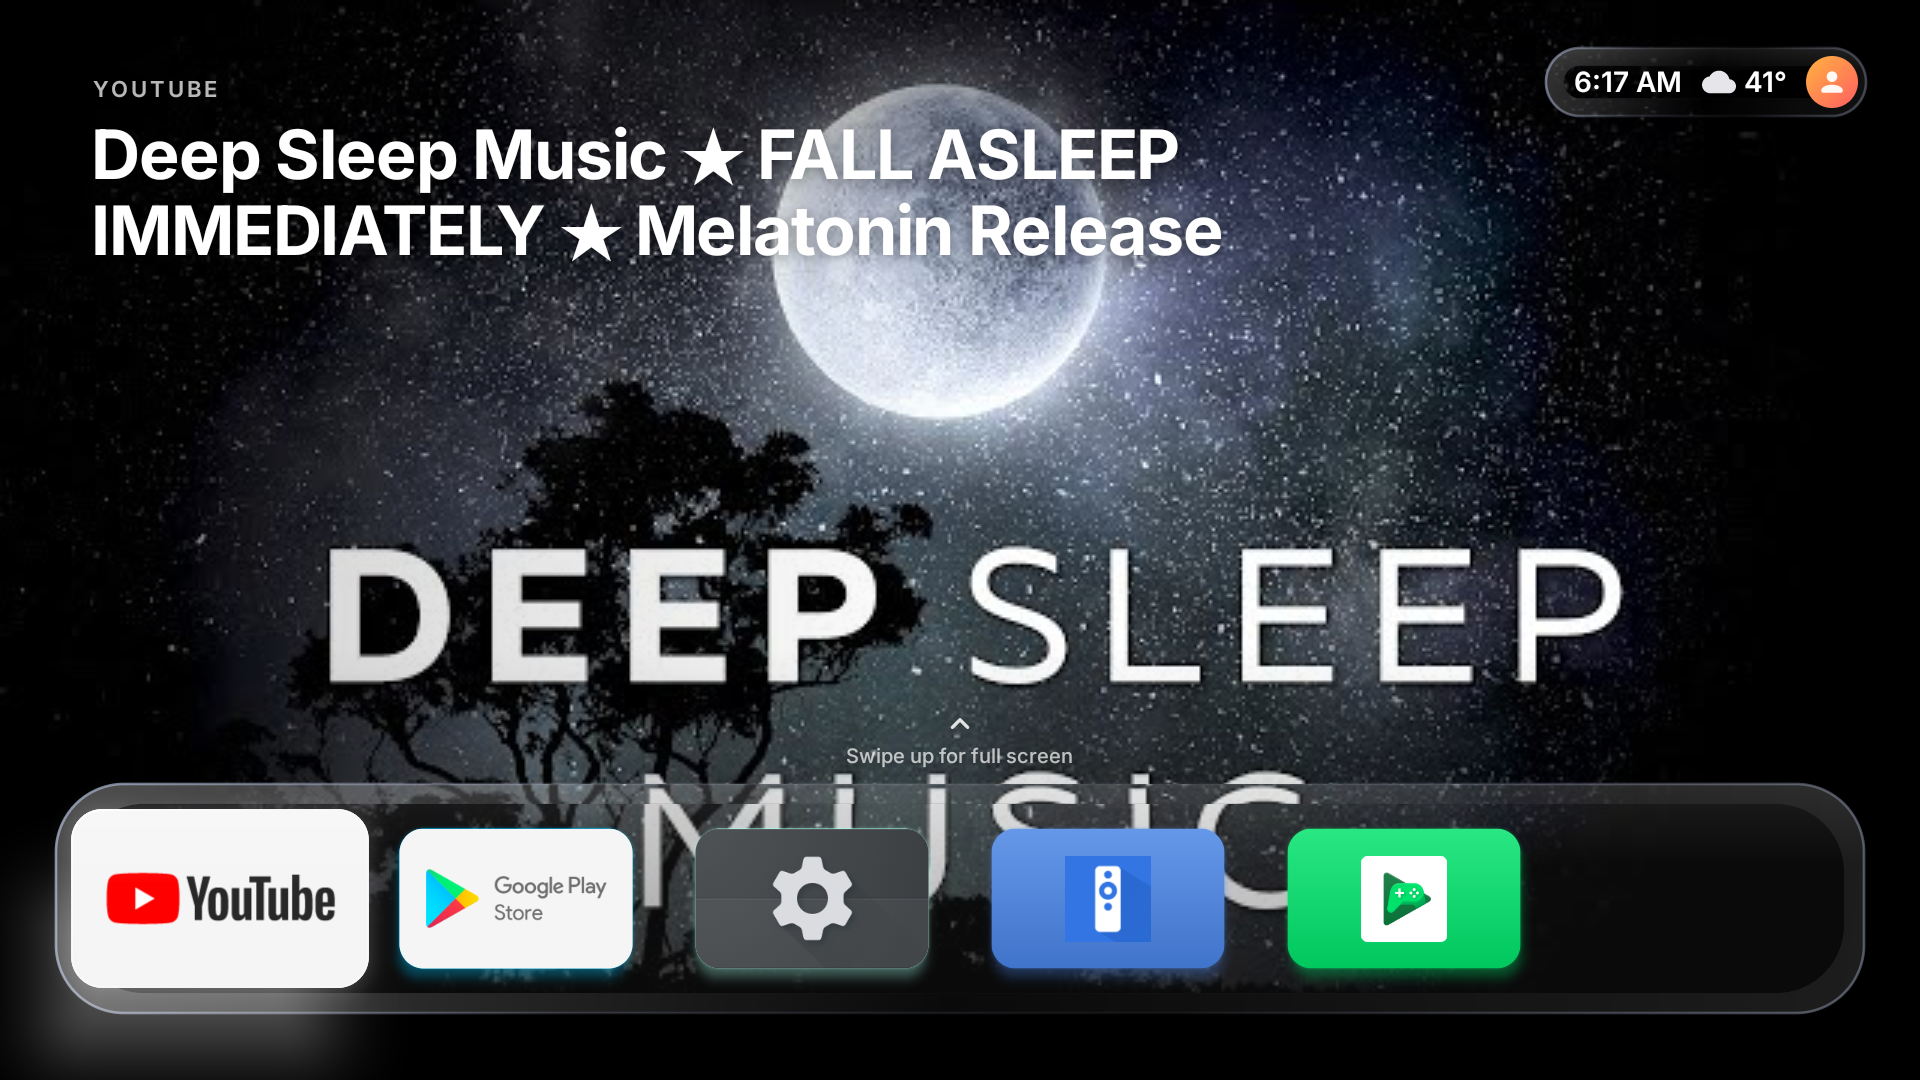 YOUTUBE
6:17 AM 41°
Deep Sleep Music ★ FALL ASLEEP
IMMEDIATELY ★ Melatonin Release
DEEP SLEEP
Swipe up for full screen
MUSIC
YouTube
Google Play
Store